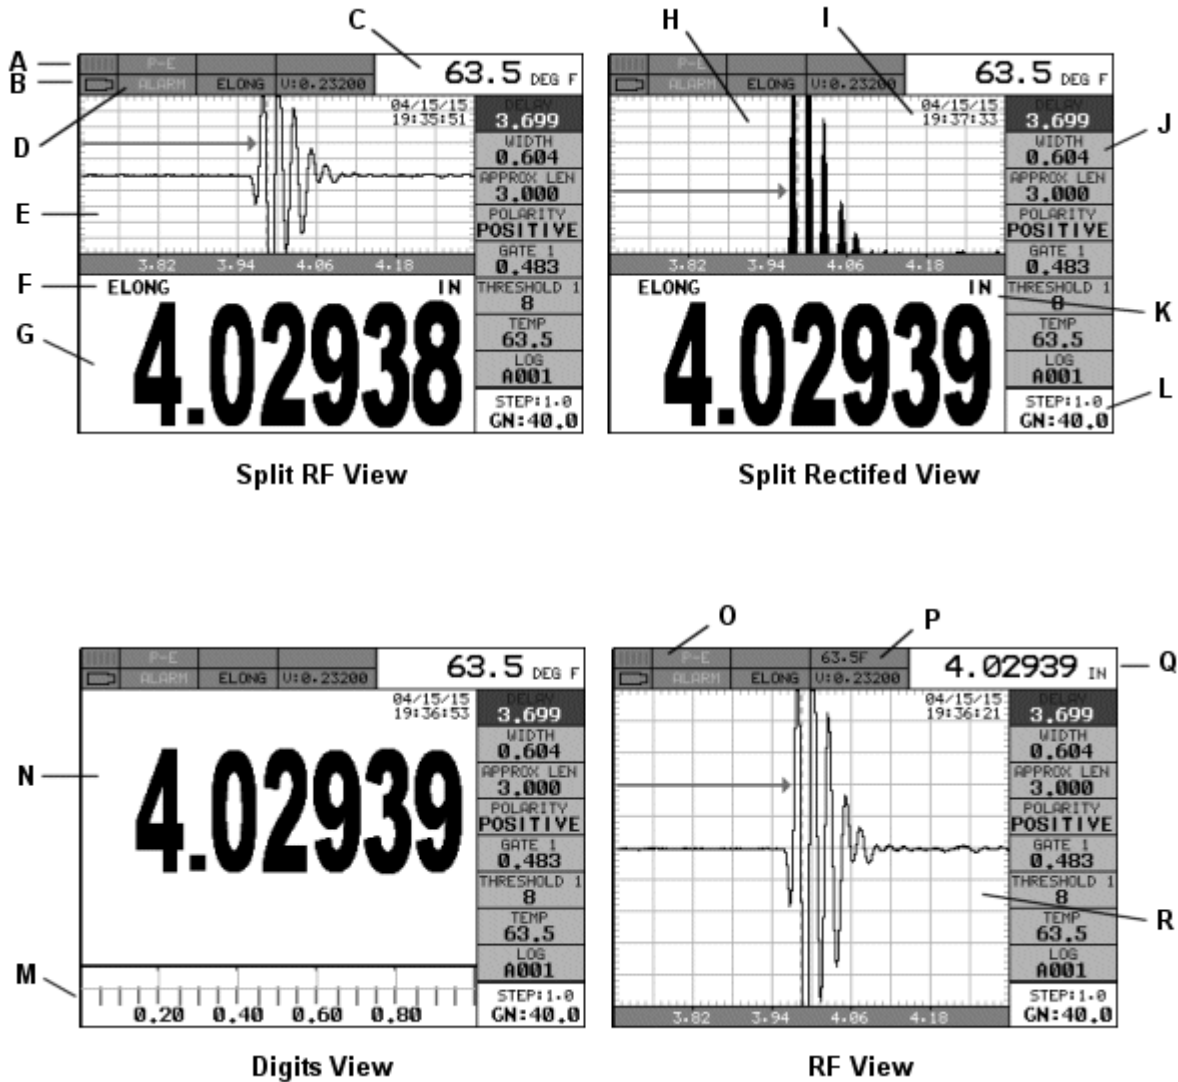 C
H
I
A
B
P-E
ALARM
ELONG
V:0.23200
63.5 DEG F
P-E
ALARM
ELONG
V:0.23200
63.5 DEG F
D
E
F
G
04/15/15
19:35:51
3.82 3.94 4.06 4.18
ELONG IN
4.02938
DELAY
3.699
WIDTH
0.604
APPROX LEN
3.000
POLARITY
POSITIVE
GATE 1
0.483
THRESHOLD 1
8
TEMP
63.5
LOG
A001
STEP:1.0
GN:40.0
Split RF View
04/15/15
19:37:33
3.82 3.94 4.06 4.18
ELONG IN
4.02939
DELAY
3.699
WIDTH
0.604
APPROX LEN
3.000
POLARITY
POSITIVE
GATE 1
0.483
THRESHOLD 1
8
TEMP
63.5
LOG
A001
STEP:1.0
GN:40.0
J
K
L
Split Rectifed View
O
P
P-E
ALARM
ELONG
V:0.23200
63.5 DEG F
N
M
04/15/15
19:36:53
4.02939
0.20 0.40 0.60 0.80
DELAY
3.699
WIDTH
0.604
APPROX LEN
3.000
POLARITY
POSITIVE
GATE 1
0.483
THRESHOLD 1
8
TEMP
63.5
LOG
A001
STEP:1.0
GN:40.0
Digits View
P-E
63.5F
ALARM
ELONG
V:0.23200
4.02939 IN
Q
04/15/15
19:36:21
3.82 3.94 4.06 4.18
DELAY
3.699
WIDTH
0.604
APPROX LEN
3.000
POLARITY
POSITIVE
GATE 1
0.483
THRESHOLD 1
8
TEMP
63.5
LOG
A001
STEP:1.0
GN:40.0
R
RF View